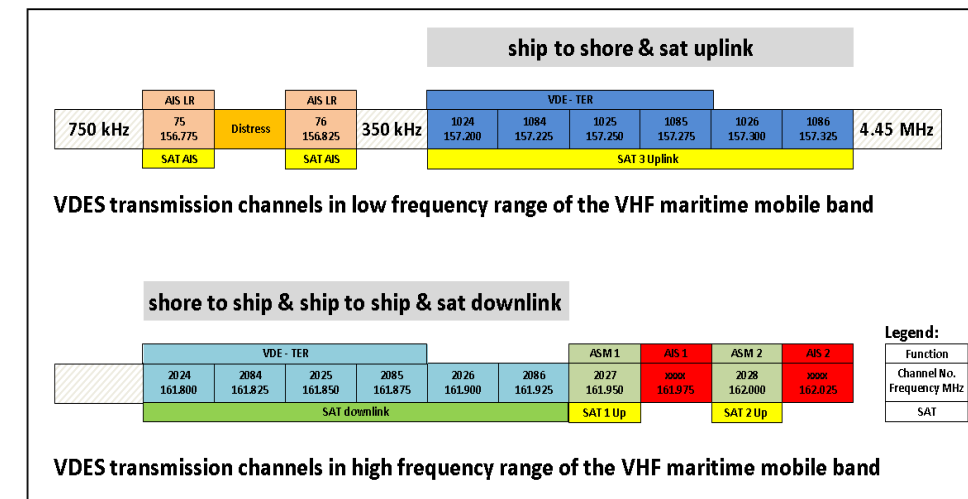 ship to shore & sat uplink
AIS LR AIS LR VDE - TER
750 kHz 75 Distress 76 350 kHz 1024 1084 1025 1085 1026 1086 4.45 MHz
156.775 156.825 157.200 157.225 157.250 157.275 157.300 157.325
SAT AIS SAT AIS SAT 3 Uplink
VDES transmission channels in low frequency range of the VHF maritime mobile band
shore to ship & ship to ship & sat downlink
Legend:
VDE - TER ASM 1 AIS 1 ASM 2 AIS 2 Function
2024 2084 2025 2085 2026 2086 2027 xxxx 2028 xxxx Channel No.
161.800 161.825 161.850 161.875 161.900 161.925 161.950 161.975 162.000 162.025 Frequency MHz
SAT downlink SAT 1 Up SAT 2 Up SAT
VDES transmission channels in high frequency range of the VHF maritime mobile band